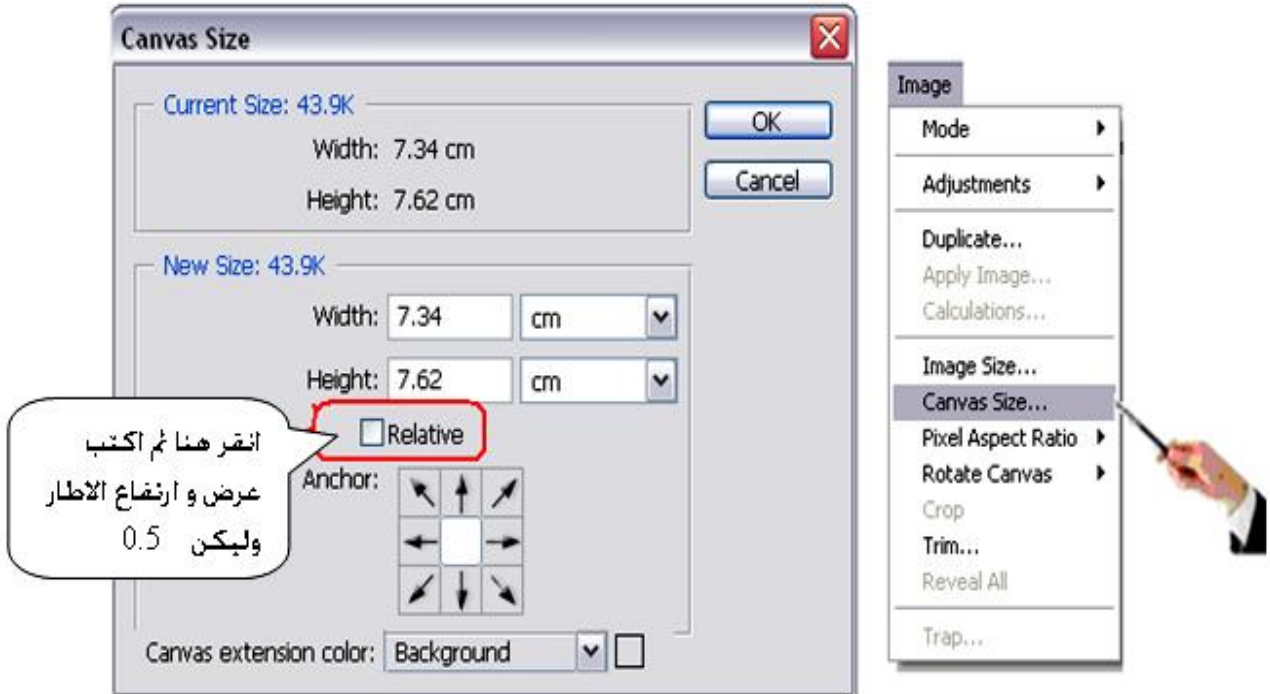 Canvas Size
Current Size: 43.9K
Width: 7.34 cm
Height: 7.62 cm
OK
Cancel
New Size: 43.9K
Width: 7.34 cm
Height: 7.62 cm
Relative
Anchor:
Canvas extension color: Background
انقر هنا ثم اكتب
عرض و ارتفاع الاطار
وليكن 0.5
Image
Mode
Adjustments
Duplicate...
Apply Image...
Calculations...
Image Size...
Canvas Size...
Pixel Aspect Ratio
Rotate Canvas
Crop
Trim...
Reveal All
Trap...